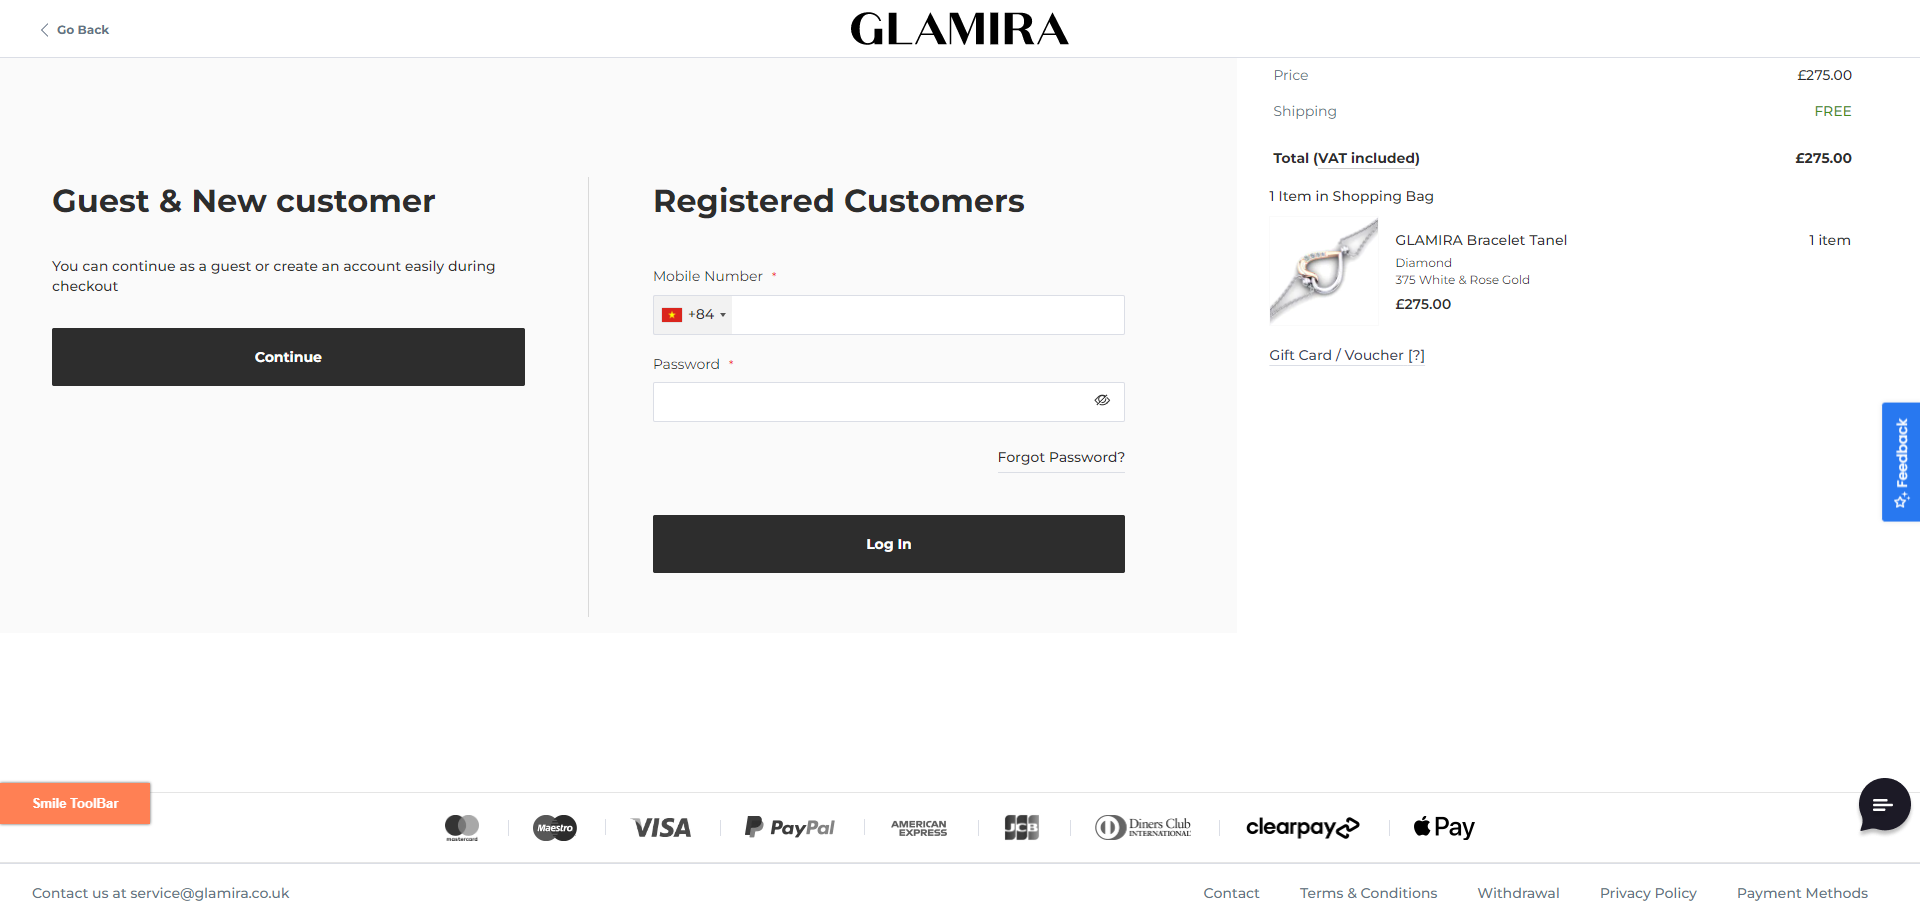 Go Back
GLAMIRA
Guest & New customer
You can continue as a guest or create an account easily during
checkout
Continue
Registered Customers
Mobile Number *
+84
Password *
Forgot Password?
Log In
Price £275.00
Shipping FREE
Total (VAT included) £275.00
1 Item in Shopping Bag
GLAMIRA Bracelet Tanel 1 item
Diamond
375 White & Rose Gold
£275.00
Gift Card / Voucher [?]
Feedback
Smile ToolBar
mastercard
Maestro
VISA
PayPal
AMERICAN
EXPRESS
JCB
Diners Club
INTERNATIONAL
clearpay
Pay
Contact us at service@glamira.co.uk
Contact Terms & Conditions Withdrawal Privacy Policy Payment Methods